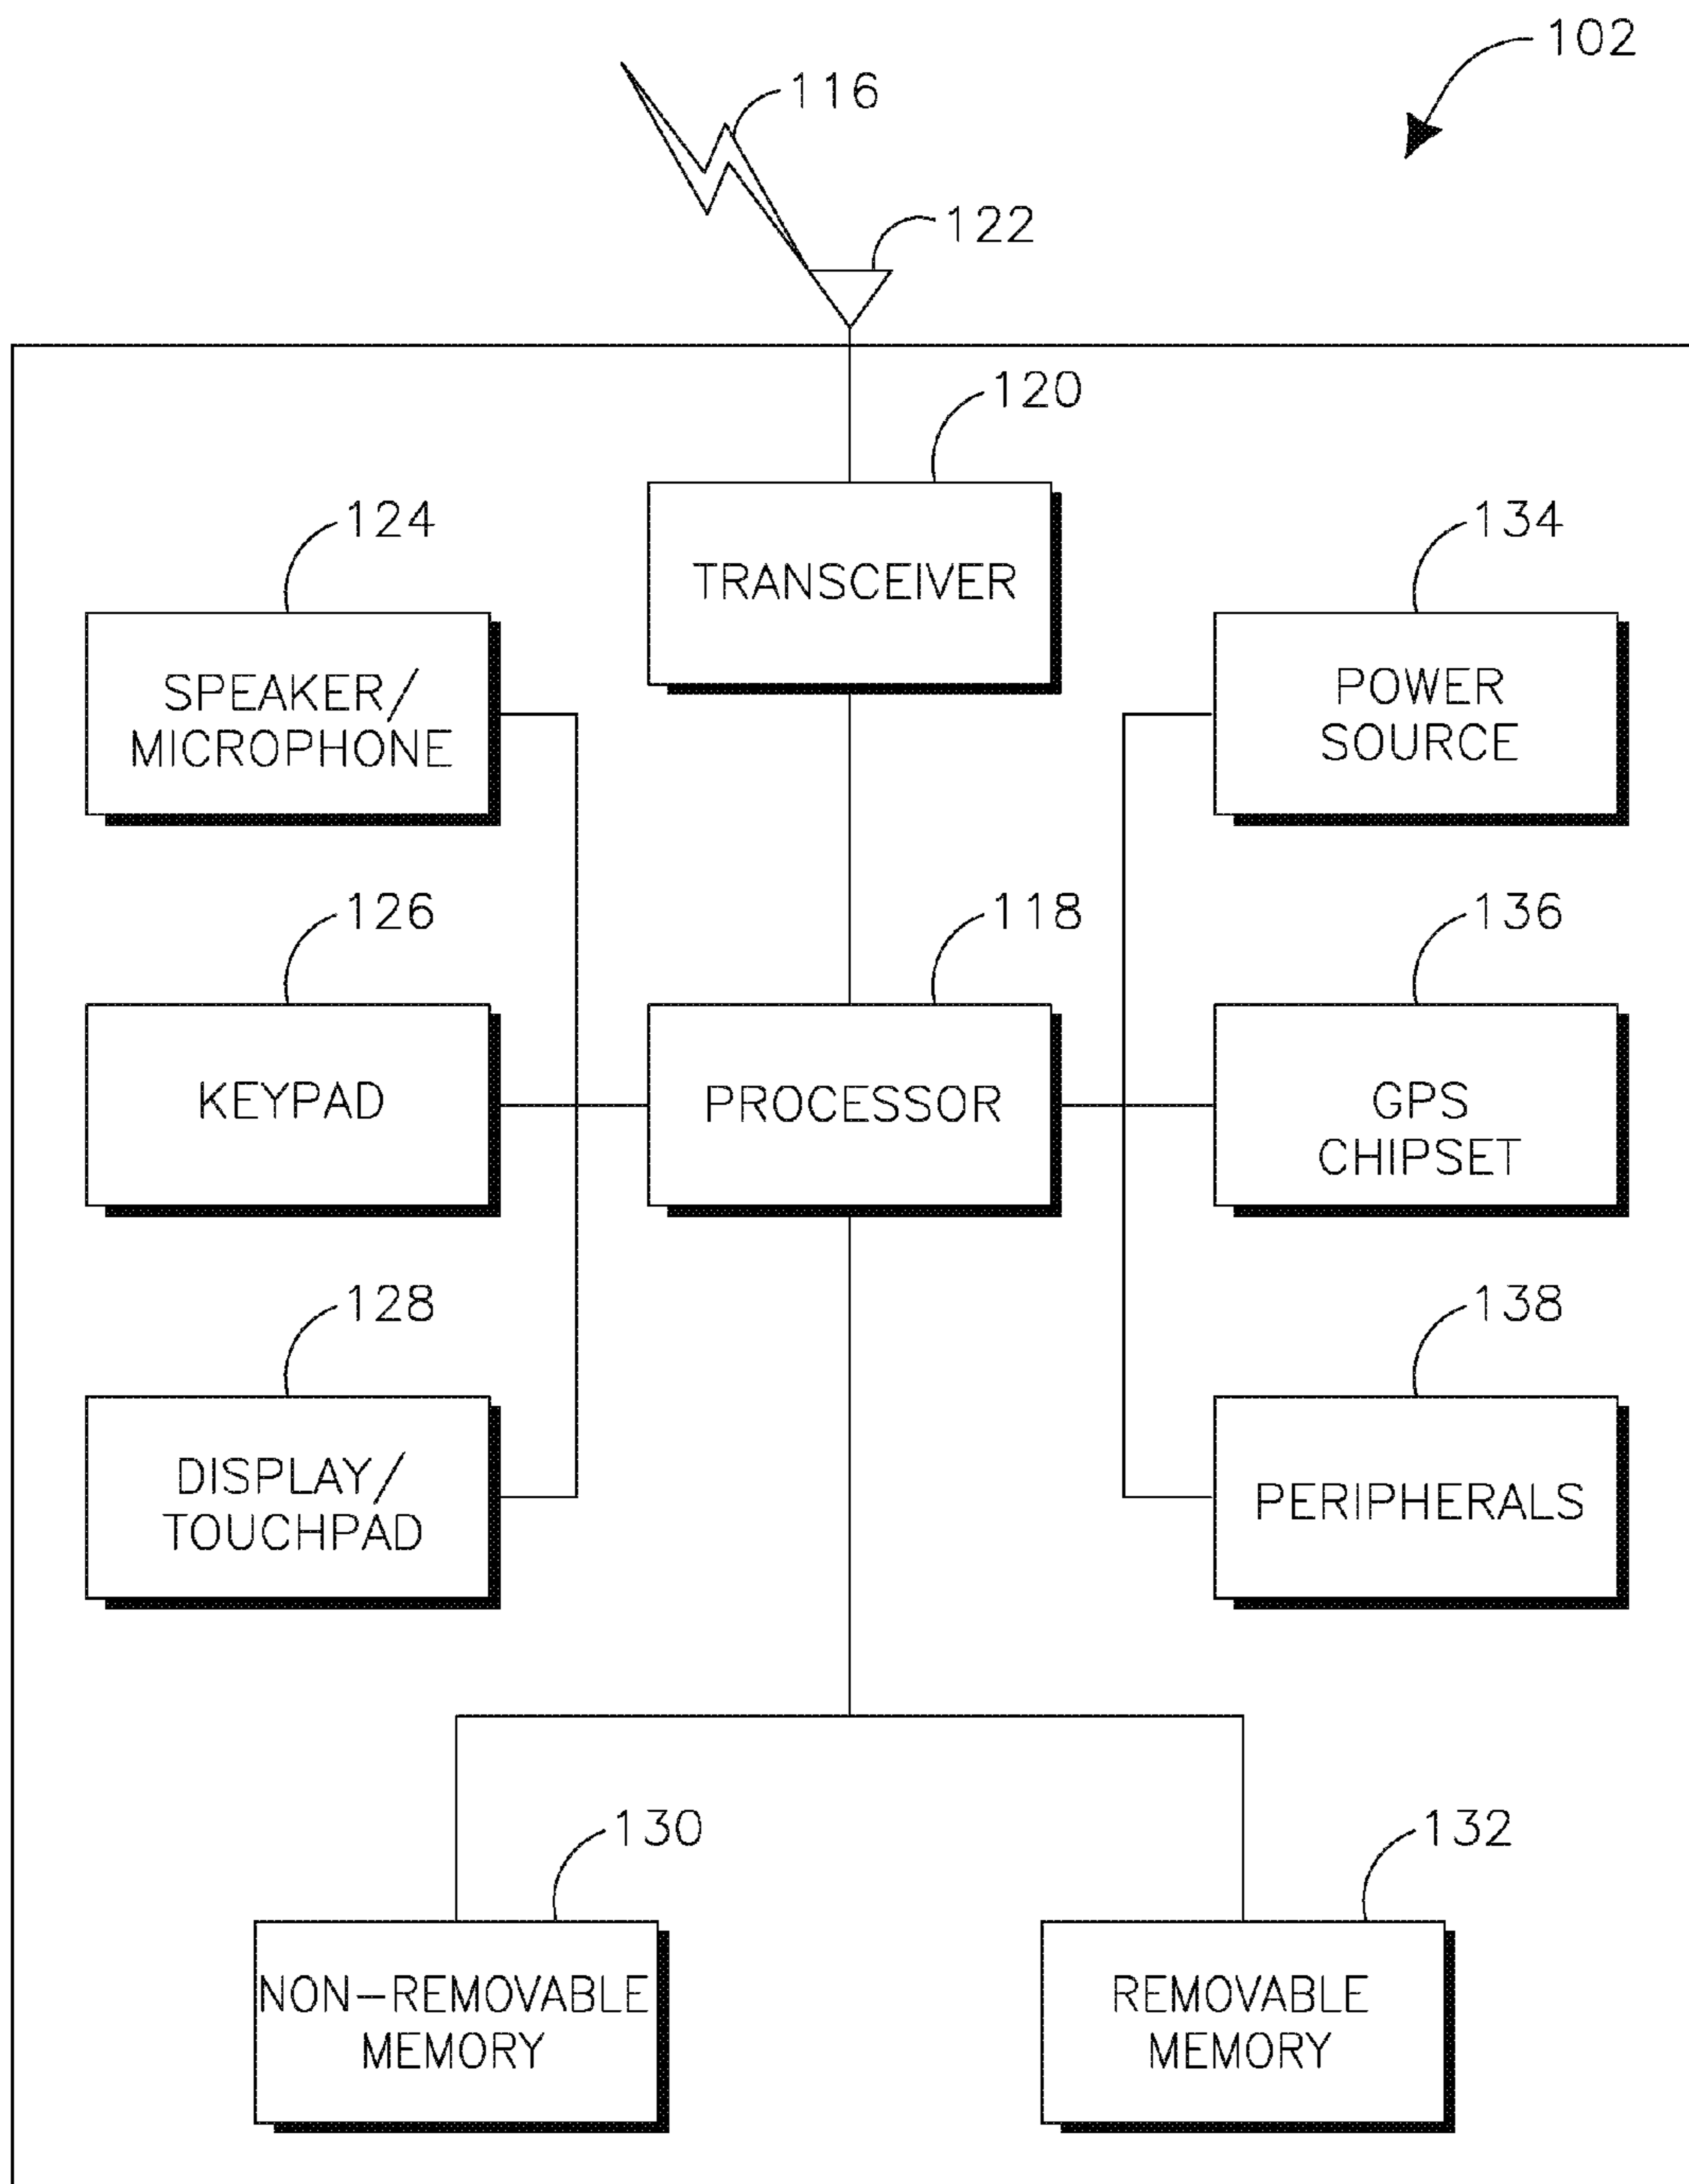 102
116
122
120
TRANSCEIVER
124
SPEAKER/
MICROPHONE
134
POWER
SOURCE
126
KEYPAD
118
PROCESSOR
136
GPS
CHIPSET
128
DISPLAY/
TOUCHPAD
138
PERIPHERALS
130
NON-REMOVABLE
MEMORY
132
REMOVABLE
MEMORY